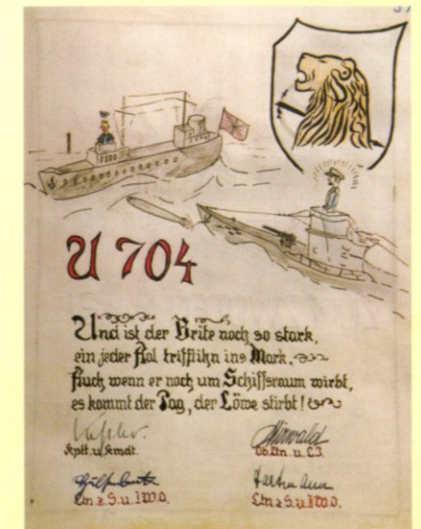 U 704
Und ist der Brite noch so stark,
ein jeder Aal trifft ihn ins Mark.
Auch wenn er noch um Schiffsraum wirbt,
es kommt der Tag, der Löwe stirbt!
Kptlt. u. Kmdt.
Ob.Ltn. u. L.I.
Ltn. z. S. u. I W.O.
Ltn. z. S. u. II W.O.